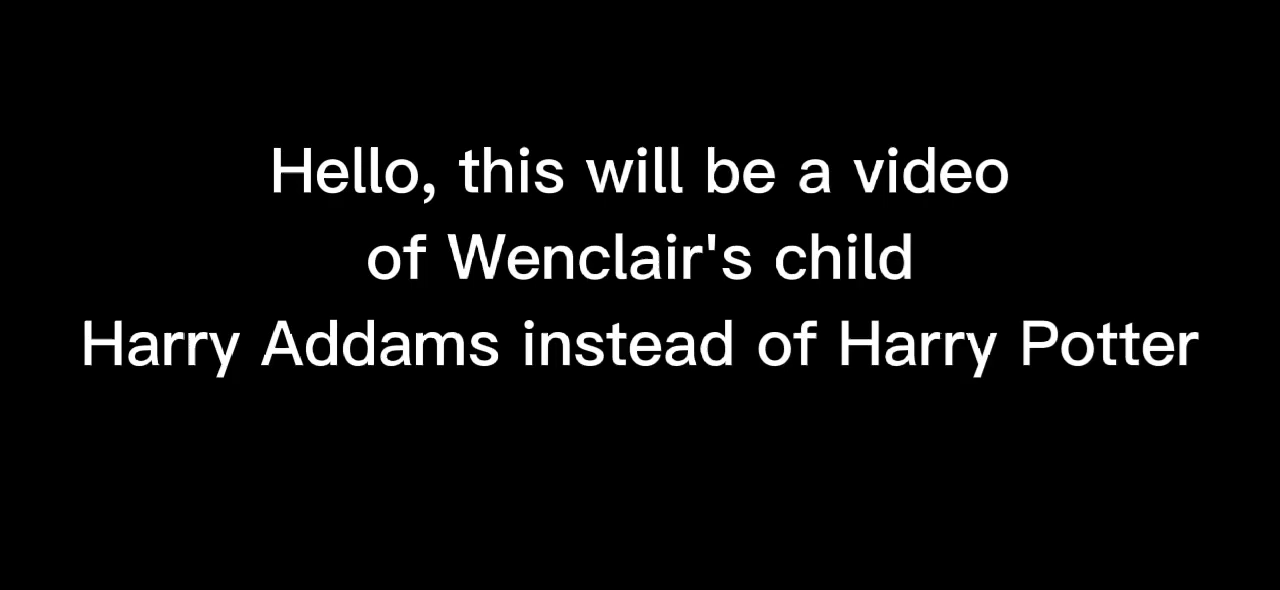 Hello, this will be a video
of Wenclair's child
Harry Addams instead of Harry Potter